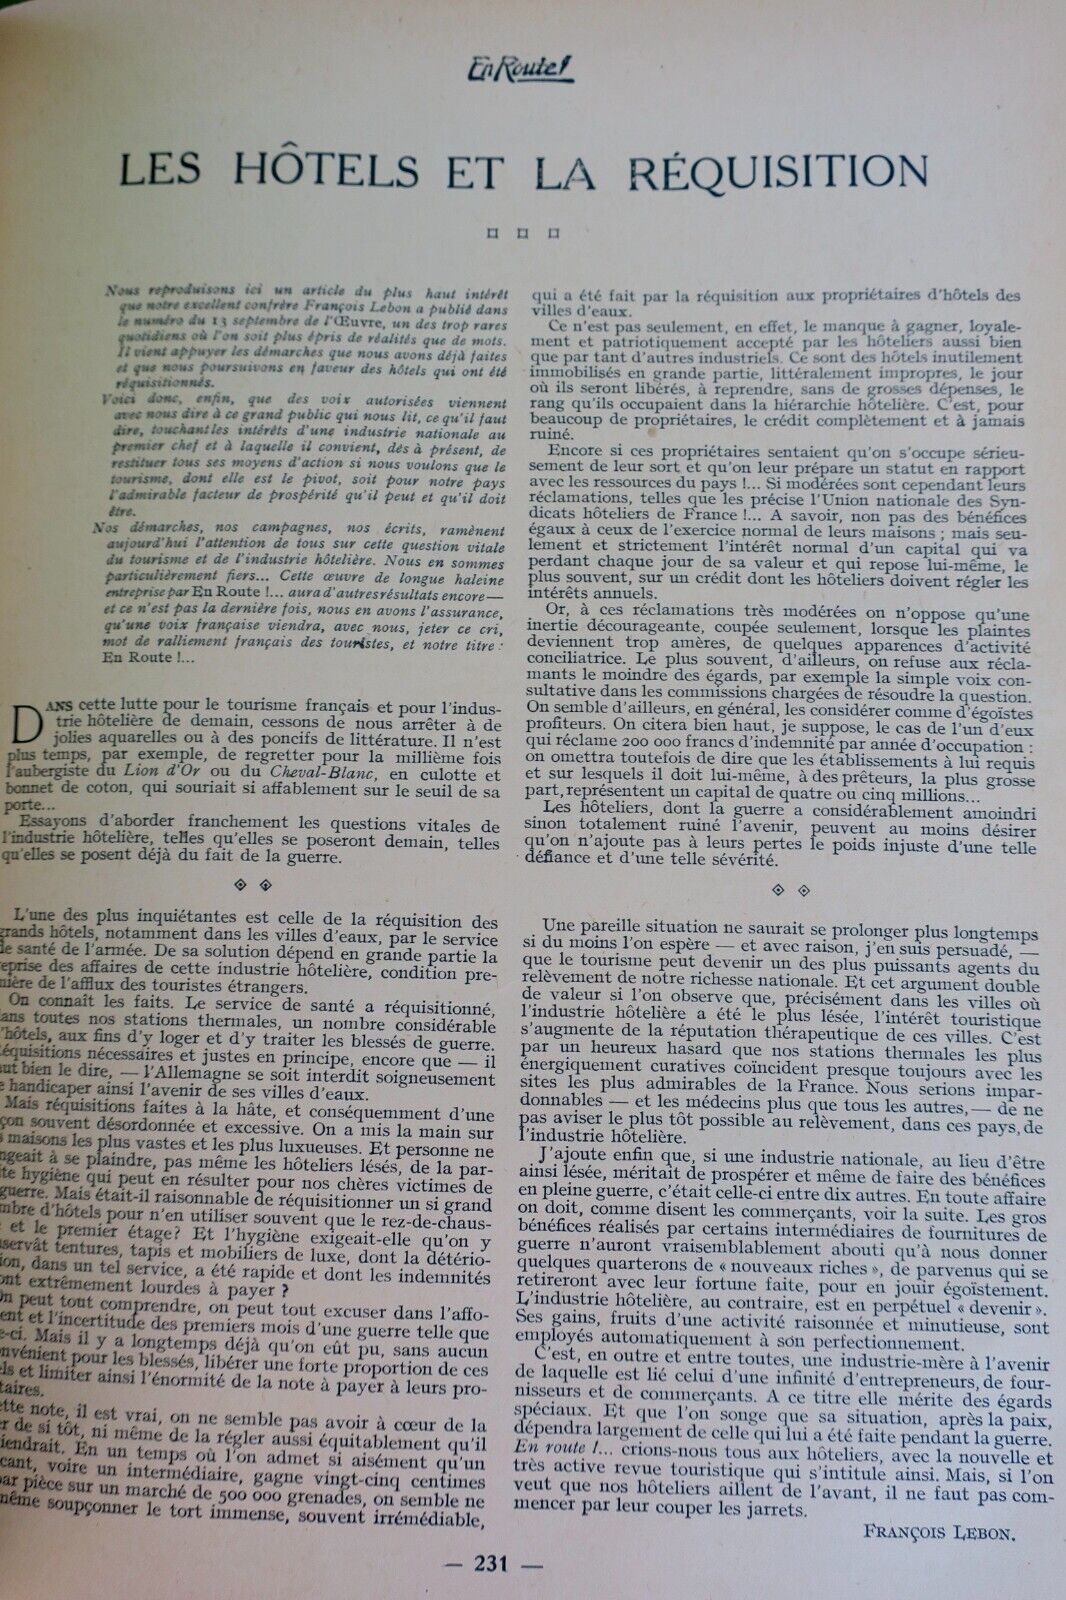 En Route!
LES HÔTELS ET LA RÉQUISITION
Nous reproduisons ici un article du plus haut intérêt
que notre excellent confrère François Lebon a publié dans
le numéro du 13 septembre de l'Œuvre, un des trop rares
quotidiens où l'on soit plus épris de réalités que de mots.
Il vient appuyer les démarches que nous avons déjà faites
et que nous poursuivons en faveur des hôtels qui ont été
réquisitionnés.
Voici donc, enfin, que des voix autorisées viennent
avec nous dire à ce grand public qui nous lit, ce qu'il faut
dire, touchant les intérêts d'une industrie nationale au
premier chef et à laquelle il convient, dès à présent, de
restituer tous ses moyens d'action si nous voulons que le
tourisme, dont elle est le pivot, soit pour notre pays
l'admirable facteur de prospérité qu'il peut et qu'il doit
être.
Nos démarches, nos campagnes, nos écrits, ramènent
aujourd'hui l'attention de tous sur cette question vitale
du tourisme et de l'industrie hôtelière. Nous en sommes
particulièrement fiers... Cette œuvre de longue haleine
entreprise par En Route !... aura d'autres résultats encore —
et ce n'est pas la dernière fois, nous en avons l'assurance,
qu'une voix française viendra, avec nous, jeter ce cri,
mot de ralliement français des touristes, et notre titre :
En Route !...
DANS cette lutte pour le tourisme français et pour l'indus-
trie hôtelière de demain, cessons de nous arrêter à de
jolies aquarelles ou à des poncifs de littérature. Il n'est
plus temps, par exemple, de regretter pour la millième fois
l'aubergiste du Lion d'Or ou du Cheval-Blanc, en culotte et
bonnet de coton, qui souriait si affablement sur le seuil de sa
porte...
Essayons d'aborder franchement les questions vitales de
l'industrie hôtelière, telles qu'elles se poseront demain, telles
qu'elles se posent déjà du fait de la guerre.
L'une des plus inquiétantes est celle de la réquisition des
grands hôtels, notamment dans les villes d'eaux, par le service
de santé de l'armée. De sa solution dépend en grande partie la
eprise des affaires de cette industrie hôtelière, condition pre-
nière de l'afflux des touristes étrangers.
On connaît les faits. Le service de santé a réquisitionné,
ans toutes nos stations thermales, un nombre considérable
'hôtels, aux fins d'y loger et d'y traiter les blessés de guerre.
équisitions nécessaires et justes en principe, encore que — il
ut bien le dire, — l'Allemagne se soit interdit soigneusement
e handicaper ainsi l'avenir de ses villes d'eaux.
Mais réquisitions faites à la hâte, et conséquemment d'une
çon souvent désordonnée et excessive. On a mis la main sur
s maisons les plus vastes et les plus luxueuses. Et personne ne
ngeait à se plaindre, pas même les hôteliers lésés, de la par-
te hygiène qui peut en résulter pour nos chères victimes de
guerre. Mais était-il raisonnable de réquisitionner un si grand
mbre d'hôtels pour n'en utiliser souvent que le rez-de-chaus-
et le premier étage? Et l'hygiène exigeait-elle qu'on y
servât tentures, tapis et mobiliers de luxe, dont la détério-
ion, dans un tel service, a été rapide et dont les indemnités
ont extrêmement lourdes à payer ?
n peut tout comprendre, on peut tout excuser dans l'affo-
ent et l'incertitude des premiers mois d'une guerre telle que
e-ci. Mais il y a longtemps déjà qu'on eût pu, sans aucun
nvénient pour les blessés, libérer une forte proportion de ces
ls et limiter ainsi l'énormité de la note à payer à leurs pro-
taires.
tte note, il est vrai, on ne semble pas avoir à cœur de la
r de si tôt, ni même de la régler aussi équitablement qu'il
iendrait. En un temps où l'on admet si aisément qu'un
cant, voire un intermédiaire, gagne vingt-cinq centimes
par pièce sur un marché de 500 000 grenades, on semble ne
même soupçonner le tort immense, souvent irrémédiable,
qui a été fait par la réquisition aux propriétaires d'hôtels des
villes d'eaux.
Ce n'est pas seulement, en effet, le manque à gagner, loyale-
ment et patriotiquement accepté par les hôteliers aussi bien
que par tant d'autres industriels. Ce sont des hôtels inutilement
immobilisés en grande partie, littéralement impropres, le jour
où ils seront libérés, à reprendre, sans de grosses dépenses, le
rang qu'ils occupaient dans la hiérarchie hôtelière. C'est, pour
beaucoup de propriétaires, le crédit complètement et à jamais
ruiné.
Encore si ces propriétaires sentaient qu'on s'occupe sérieu-
sement de leur sort et qu'on leur prépare un statut en rapport
avec les ressources du pays !... Si modérées sont cependant leurs
réclamations, telles que les précise l'Union nationale des Syn-
dicats hôteliers de France !... A savoir, non pas des bénéfices
égaux à ceux de l'exercice normal de leurs maisons ; mais seu-
lement et strictement l'intérêt normal d'un capital qui va
perdant chaque jour de sa valeur et qui repose lui-même, le
plus souvent, sur un crédit dont les hôteliers doivent régler les
intérêts annuels.
Or, à ces réclamations très modérées on n'oppose qu'une
inertie décourageante, coupée seulement, lorsque les plaintes
deviennent trop amères, de quelques apparences d'activité
conciliatrice. Le plus souvent, d'ailleurs, on refuse aux récla-
mants le moindre des égards, par exemple la simple voix con-
sultative dans les commissions chargées de résoudre la question.
On semble d'ailleurs, en général, les considérer comme d'égoïstes
profiteurs. On citera bien haut, je suppose, le cas de l'un d'eux
qui réclame 200 000 francs d'indemnité par année d'occupation :
on omettra toutefois de dire que les établissements à lui requis
et sur lesquels il doit lui-même, à des prêteurs, la plus grosse
part, représentent un capital de quatre ou cinq millions...
Les hôteliers, dont la guerre a considérablement amoindri
sinon totalement ruiné l'avenir, peuvent au moins désirer
qu'on n'ajoute pas à leurs pertes le poids injuste d'une telle
défiance et d'une telle sévérité.
Une pareille situation ne saurait se prolonger plus longtemps
si du moins l'on espère — et avec raison, j'en suis persuadé, —
que le tourisme peut devenir un des plus puissants agents du
relèvement de notre richesse nationale. Et cet argument double
de valeur si l'on observe que, précisément dans les villes où
l'industrie hôtelière a été le plus lésée, l'intérêt touristique
s'augmente de la réputation thérapeutique de ces villes. C'est
par un heureux hasard que nos stations thermales les plus
énergiquement curatives coïncident presque toujours avec les
sites les plus admirables de la France. Nous serions impar-
donnables — et les médecins plus que tous les autres, — de ne
pas aviser le plus tôt possible au relèvement, dans ces pays, de
l'industrie hôtelière.
J'ajoute enfin que, si une industrie nationale, au lieu d'être
ainsi lésée, méritait de prospérer et même de faire des bénéfices
en pleine guerre, c'était celle-ci entre dix autres. En toute affaire
on doit, comme disent les commerçants, voir la suite. Les gros
bénéfices réalisés par certains intermédiaires de fournitures de
guerre n'auront vraisemblablement abouti qu'à nous donner
quelques quarterons de « nouveaux riches », de parvenus qui se
retireront avec leur fortune faite, pour en jouir égoïstement.
L'industrie hôtelière, au contraire, est en perpétuel « devenir ».
Ses gains, fruits d'une activité raisonnée et minutieuse, sont
employés automatiquement à son perfectionnement.
C'est, en outre et entre toutes, une industrie-mère à l'avenir
de laquelle est lié celui d'une infinité d'entrepreneurs, de four-
nisseurs et de commerçants. A ce titre elle mérite des égards
spéciaux. Et que l'on songe que sa situation, après la paix,
dépendra largement de celle qui lui a été faite pendant la guerre.
En route !... crions-nous tous aux hôteliers, avec la nouvelle et
très active revue touristique qui s'intitule ainsi. Mais, si l'on
veut que nos hôteliers aillent de l'avant, il ne faut pas com-
mencer par leur couper les jarrets.
FRANÇOIS LEBON.
— 231 —